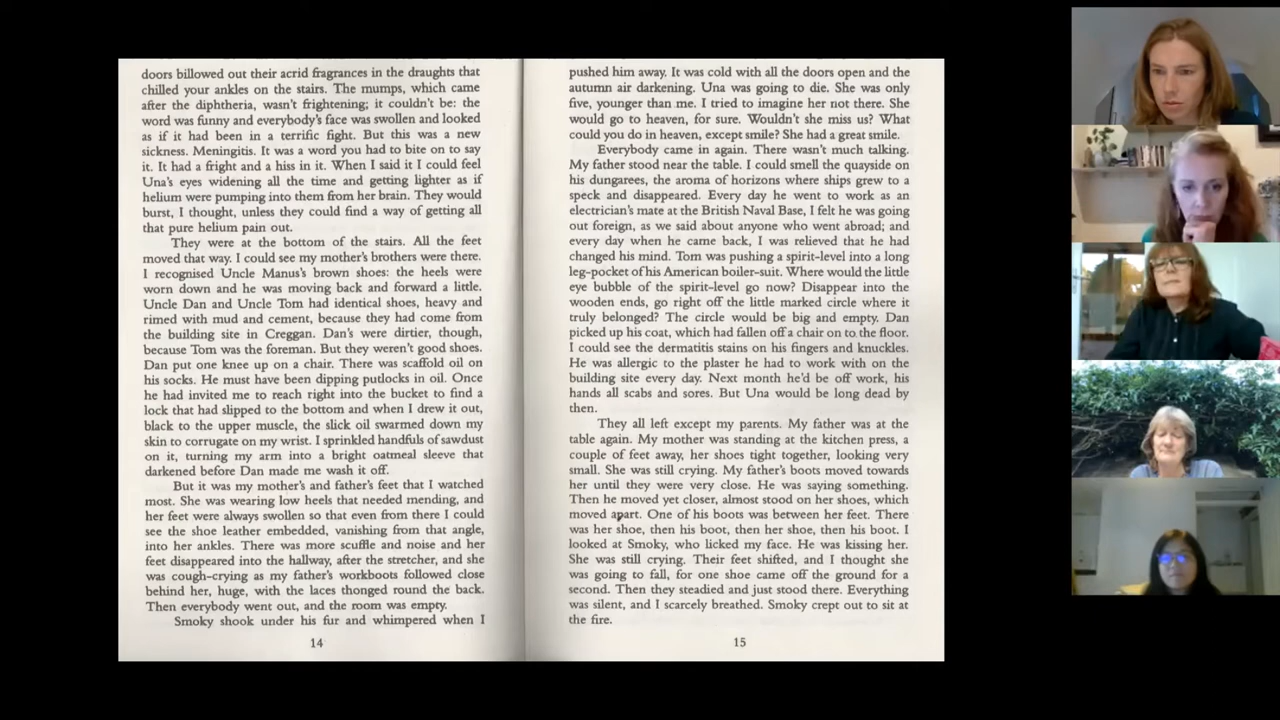 doors billowed out their acrid fragrances in the draughts that
chilled your ankles on the stairs. The mumps, which came
after the diphtheria, wasn't frightening; it couldn't be: the
word was funny and everybody's face was swollen and looked
as if it had been in a terrific fight. But this was a new
sickness. Meningitis. It was a word you had to bite on to say
it. It had a fright and a hiss in it. When I said it I could feel
Una's eyes widening all the time and getting lighter as if
helium were pumping into them from her brain. They would
burst, I thought, unless they could find a way of getting all
that pure helium pain out.
They were at the bottom of the stairs. All the feet
moved that way. I could see my mother's brothers were there.
I recognised Uncle Manus's brown shoes: the heels were
worn down and he was moving back and forward a little.
Uncle Dan and Uncle Tom had identical shoes, heavy and
rimed with mud and cement, because they had come from
the building site in Creggan. Dan's were dirtier, though,
because Tom was the foreman. But they weren't good shoes.
Dan put one knee up on a chair. There was scaffold oil on
his socks. He must have been dipping putlocks in oil. Once
he had invited me to reach right into the bucket to find a
lock that had slipped to the bottom and when I drew it out,
black to the upper muscle, the slick oil swarmed down my
skin to corrugate on my wrist. I sprinkled handfuls of sawdust
on it, turning my arm into a bright oatmeal sleeve that
darkened before Dan made me wash it off.
But it was my mother's and father's feet that I watched
most. She was wearing low heels that needed mending, and
her feet were always swollen so that even from there I could
see the shoe leather embedded, vanishing from that angle,
into her ankles. There was more scuffle and noise and her
feet disappeared into the hallway, after the stretcher, and she
was cough-crying as my father's workboots followed close
behind her, huge, with the laces thonged round the back.
Then everybody went out, and the room was empty.
Smoky shook under his fur and whimpered when I
14
pushed him away. It was cold with all the doors open and the
autumn air darkening. Una was going to die. She was only
five, younger than me. I tried to imagine her not there. She
would go to heaven, for sure. Wouldn't she miss us? What
could you do in heaven, except smile? She had a great smile.
Everybody came in again. There wasn't much talking.
My father stood near the table. I could smell the quayside on
his dungarees, the aroma of horizons where ships grew to a
speck and disappeared. Every day he went to work as an
electrician's mate at the British Naval Base, I felt he was going
out foreign, as we said about anyone who went abroad; and
every day when he came back, I was relieved that he had
changed his mind. Tom was pushing a spirit-level into a long
leg-pocket of his American boiler-suit. Where would the little
eye bubble of the spirit-level go now? Disappear into the
wooden ends, go right off the little marked circle where it
truly belonged? The circle would be big and empty. Dan
picked up his coat, which had fallen off a chair on to the floor.
I could see the dermatitis stains on his fingers and knuckles.
He was allergic to the plaster he had to work with on the
building site every day. Next month he'd be off work, his
hands all scabs and sores. But Una would be long dead by
then.
They all left except my parents. My father was at the
table again. My mother was standing at the kitchen press, a
couple of feet away, her shoes tight together, looking very
small. She was still crying. My father's boots moved towards
her until they were very close. He was saying something.
Then he moved yet closer, almost stood on her shoes, which
moved apart. One of his boots was between her feet. There
was her shoe, then his boot, then her shoe, then his boot. I
looked at Smoky, who licked my face. He was kissing her.
She was still crying. Their feet shifted, and I thought she
was going to fall, for one shoe came off the ground for a
second. Then they steadied and just stood there. Everything
was silent, and I scarcely breathed. Smoky crept out to sit at
the fire.
15